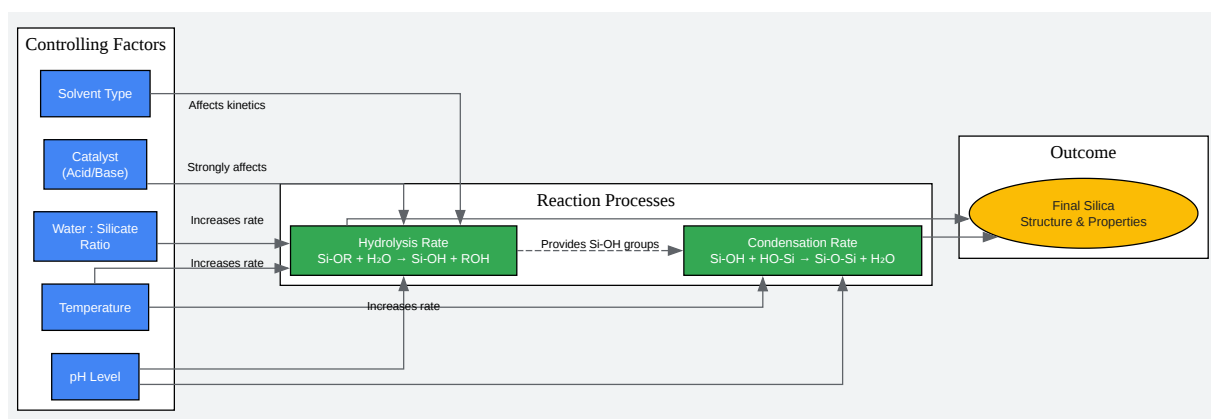 Controlling Factors
Solvent Type
Affects kinetics
Catalyst
(Acid/Base)
Strongly affects
Water : Silicate
Ratio
Increases rate
Increases rate
Temperature
Increases rate
pH Level
Reaction Processes
Hydrolysis Rate
Si-OR + H₂O → Si-OH + ROH
Provides Si-OH groups
Condensation Rate
Si-OH + HO-Si → Si-O-Si + H₂O
Outcome
Final Silica
Structure & Properties